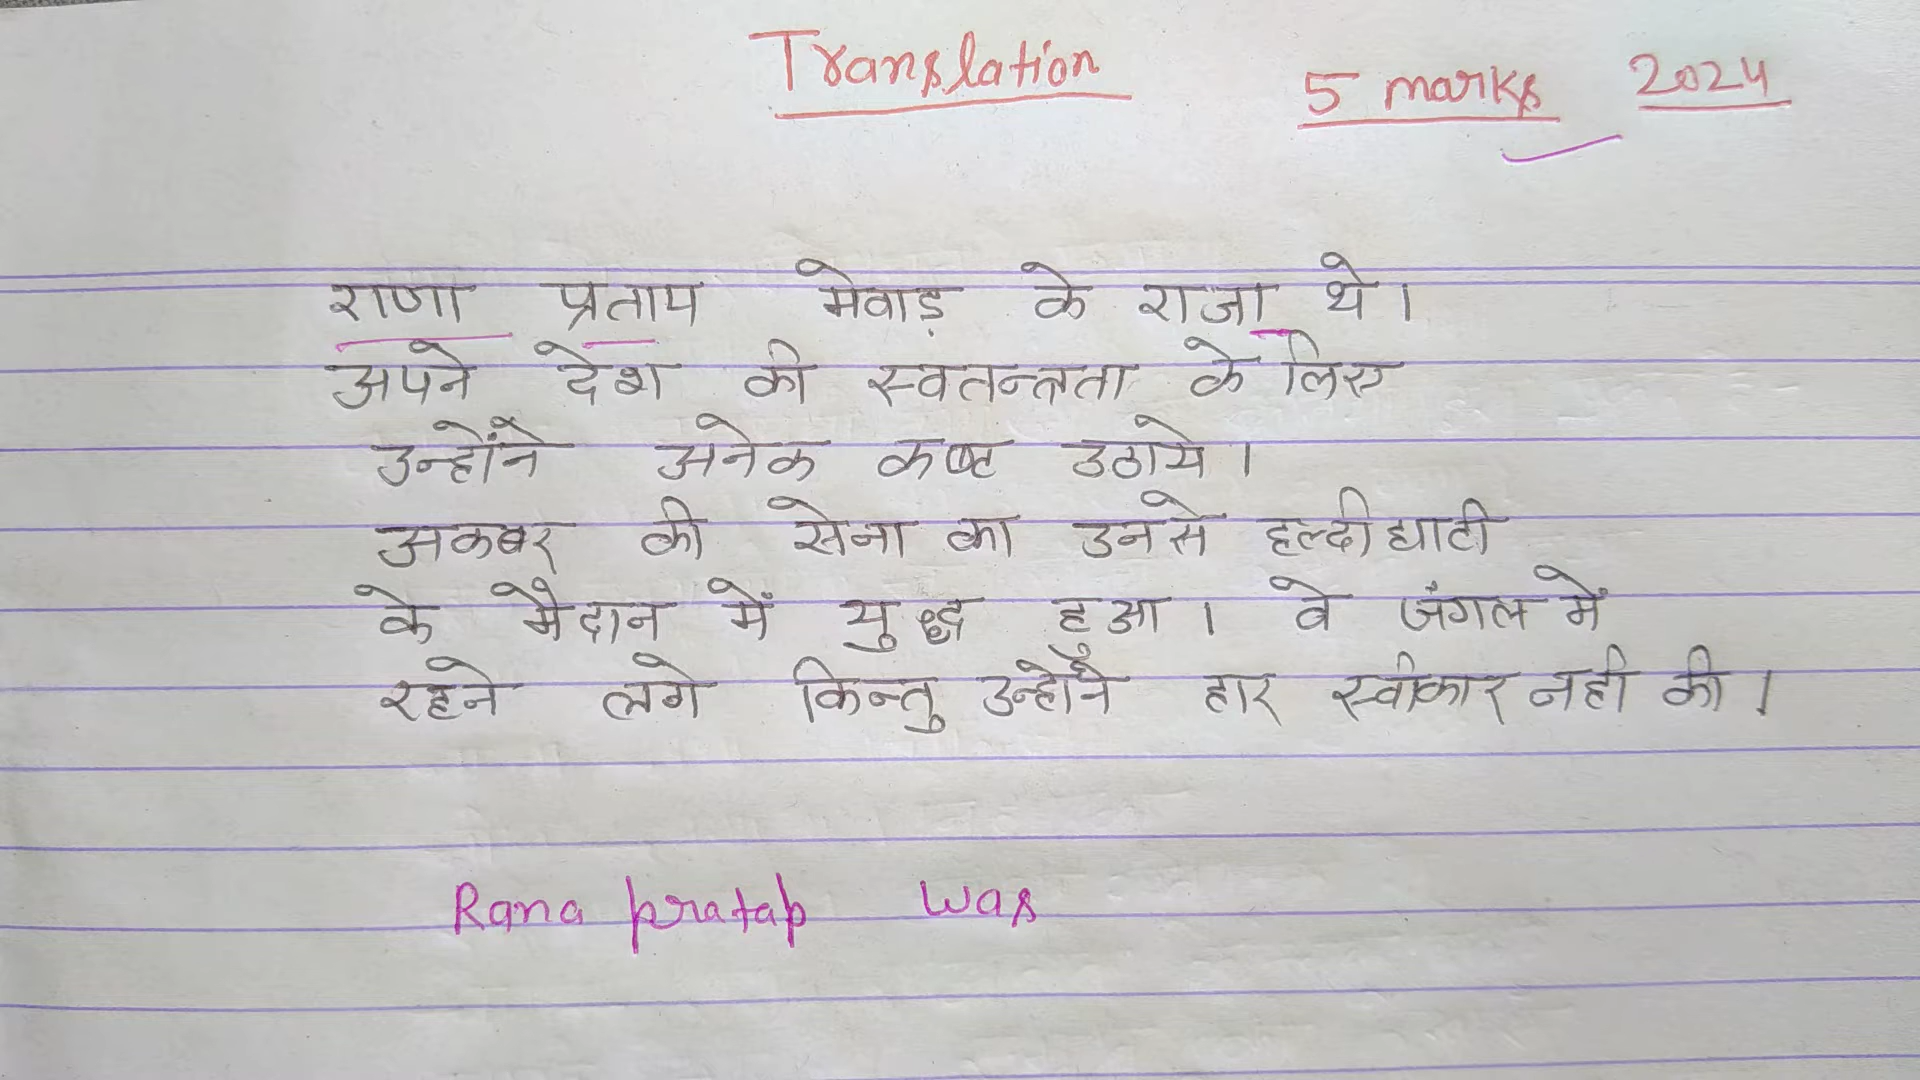 Translation 5 marks 2024
राणा प्रताप मेवाड़ के राजा थे।
अपने देश की स्वतन्त्रता के लिए
उन्होंने अनेक कष्ट उठाये।
अकबर की सेना का उनसे हल्दीघाटी
के मैदान में युद्ध हुआ। वे जंगल में
रहने लगे किन्तु उन्होंने हार स्वीकार नही की।
Rana pratap was